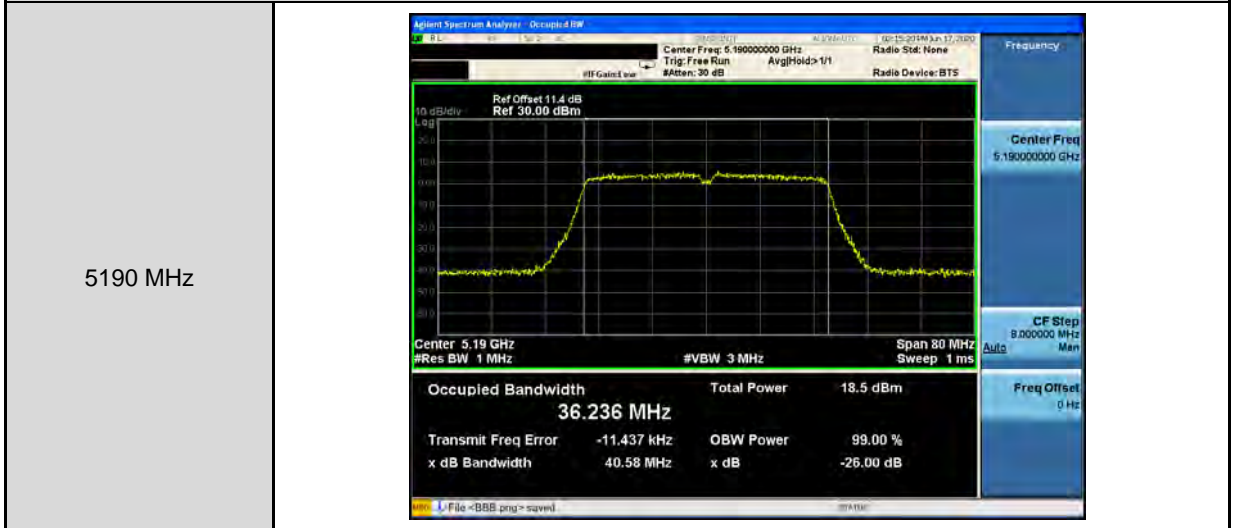 5190 MHz
Agilent Spectrum Analyzer - Occupied BW
RL
Center Freq: 5.190000000 GHz
Radio Std: None
Trig: Free Run Avg|Hold:> 1/1
#IFGain:Low #Atten: 30 dB Radio Device: BTS
Frequency
Ref Offset 11.4 dB
10 dB/div Ref 30.00 dBm
Log
Center Freq
5.190000000 GHz
Center 5.19 GHz Span 80 MHz
#Res BW 1 MHz #VBW 3 MHz Sweep 1 ms
CF Step
8.000000 MHz
Auto Man
Freq Offset
0 Hz
Occupied Bandwidth Total Power 18.5 dBm
36.236 MHz
Transmit Freq Error -11.437 kHz OBW Power 99.00 %
x dB Bandwidth 40.58 MHz x dB -26.00 dB
MSG File <BBB.png> saved STATUS